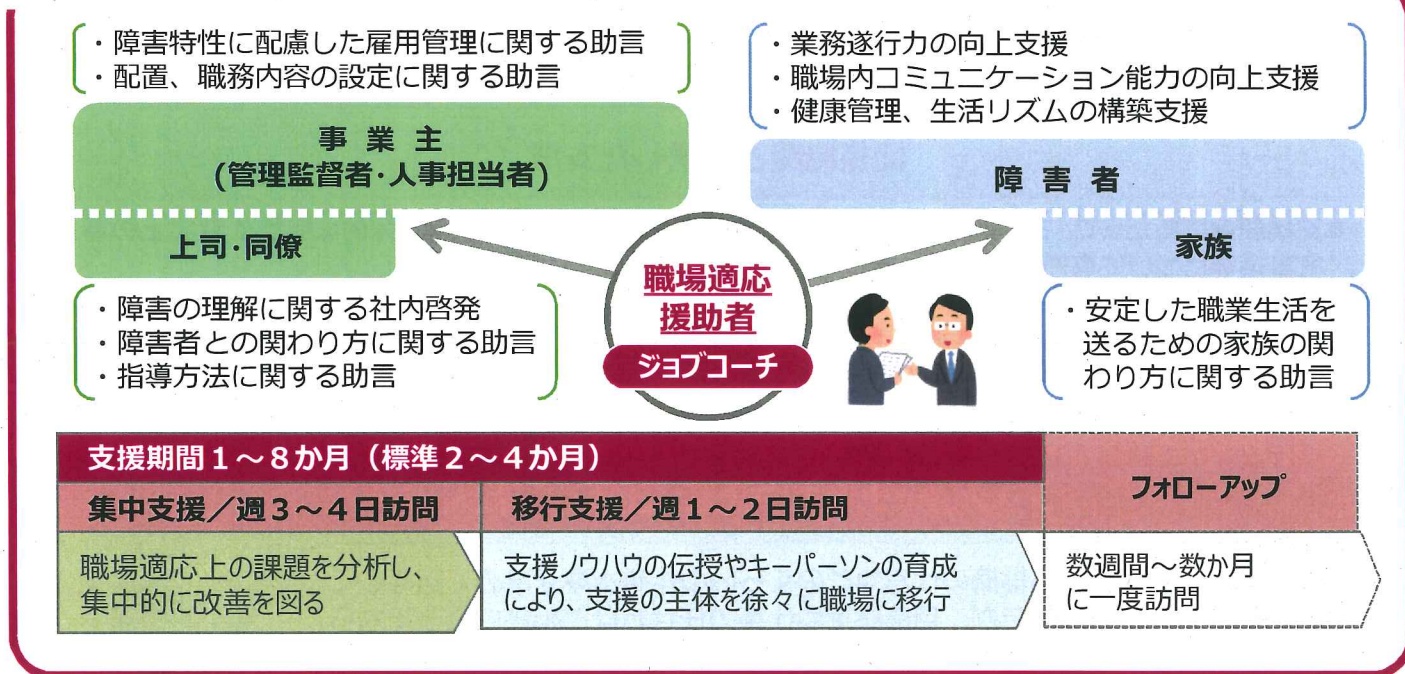 ・障害特性に配慮した雇用管理に関する助言
・配置、職務内容の設定に関する助言
事業主
(管理監督者・人事担当者)
上司・同僚
・障害の理解に関する社内啓発
・障害者との関わり方に関する助言
・指導方法に関する助言
職場適応
援助者
ジョブコーチ
・業務遂行力の向上支援
・職場内コミュニケーション能力の向上支援
・健康管理、生活リズムの構築支援
障害者
家族
・安定した職業生活を
送るための家族の関
わり方に関する助言
支援期間1~8か月(標準2~4か月)
フォローアップ
集中支援/週3~4日訪問
移行支援/週1~2日訪問
職場適応上の課題を分析し、
集中的に改善を図る
支援ノウハウの伝授やキーパーソンの育成
により、支援の主体を徐々に職場に移行
数週間~数か月
に一度訪問